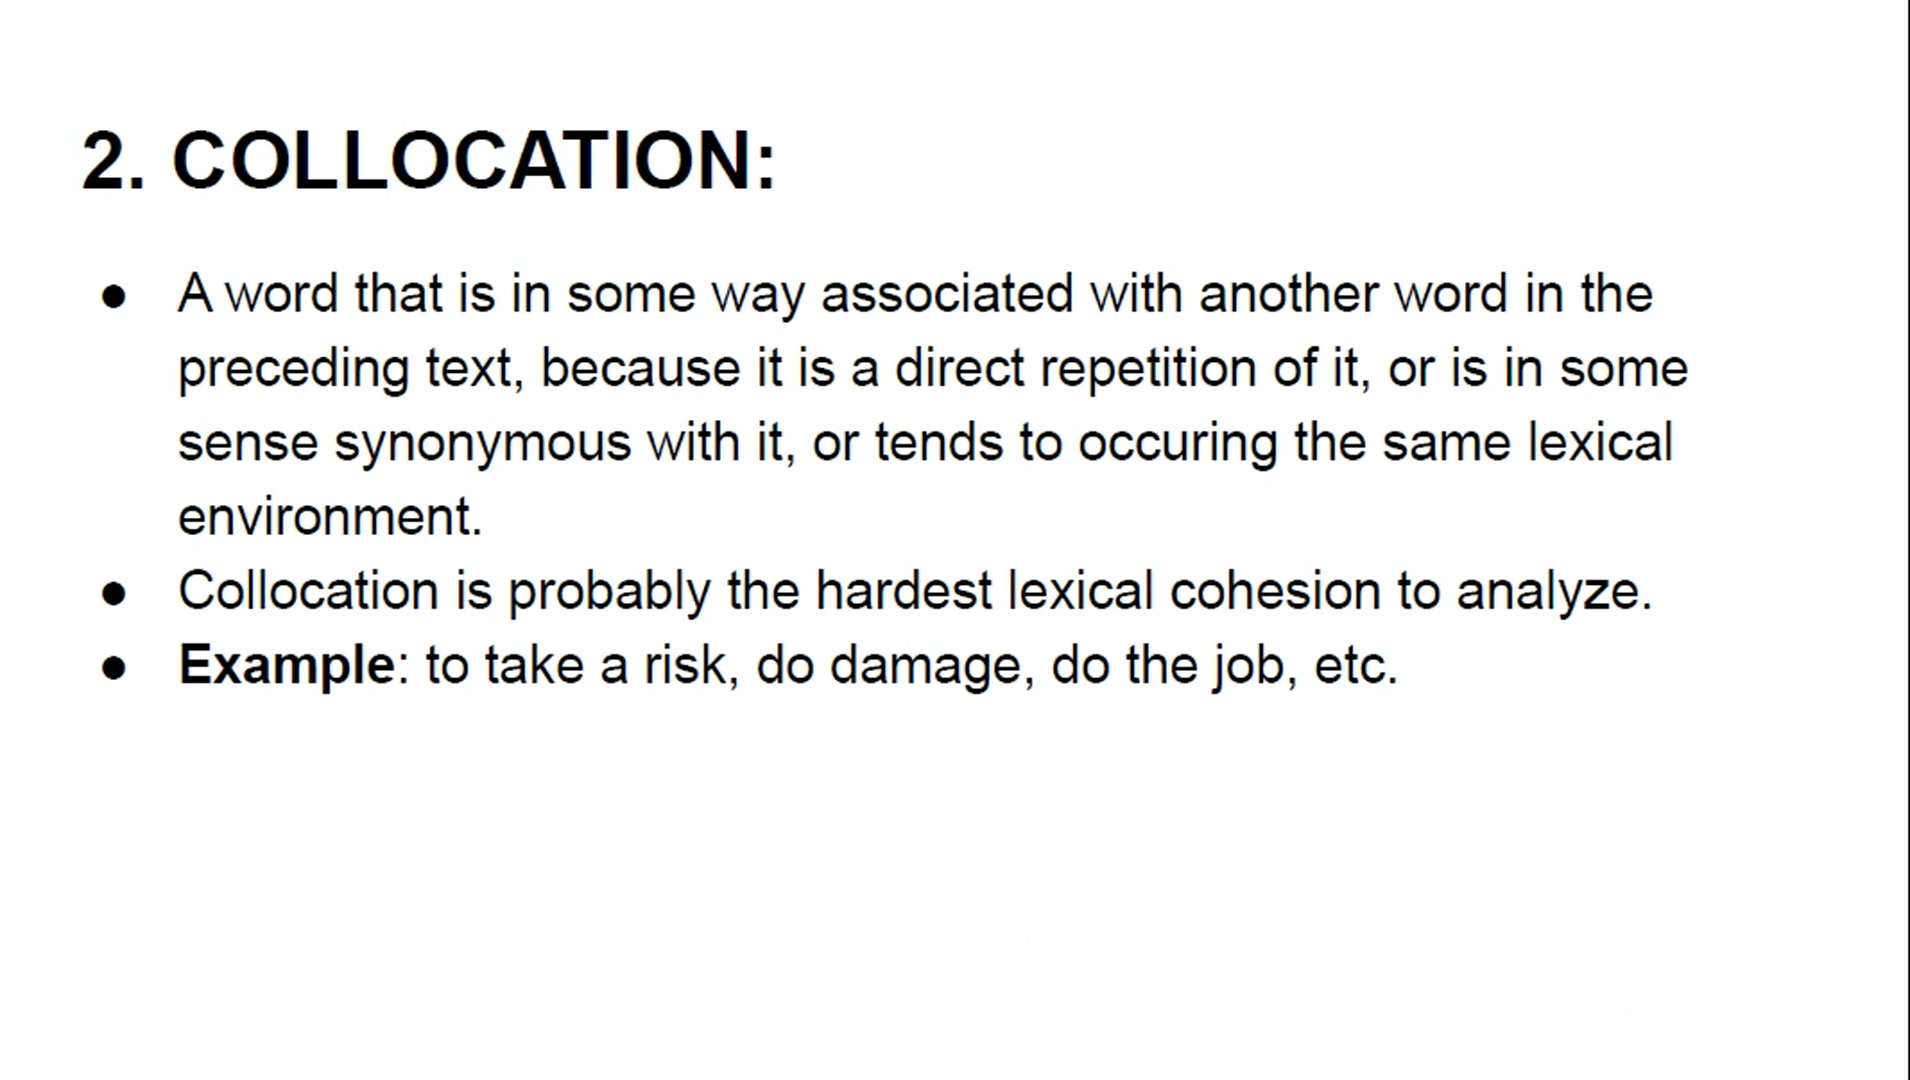 2. COLLOCATION:
● A word that is in some way associated with another word in the
preceding text, because it is a direct repetition of it, or is in some
sense synonymous with it, or tends to occuring the same lexical
environment.
● Collocation is probably the hardest lexical cohesion to analyze.
● Example: to take a risk, do damage, do the job, etc.